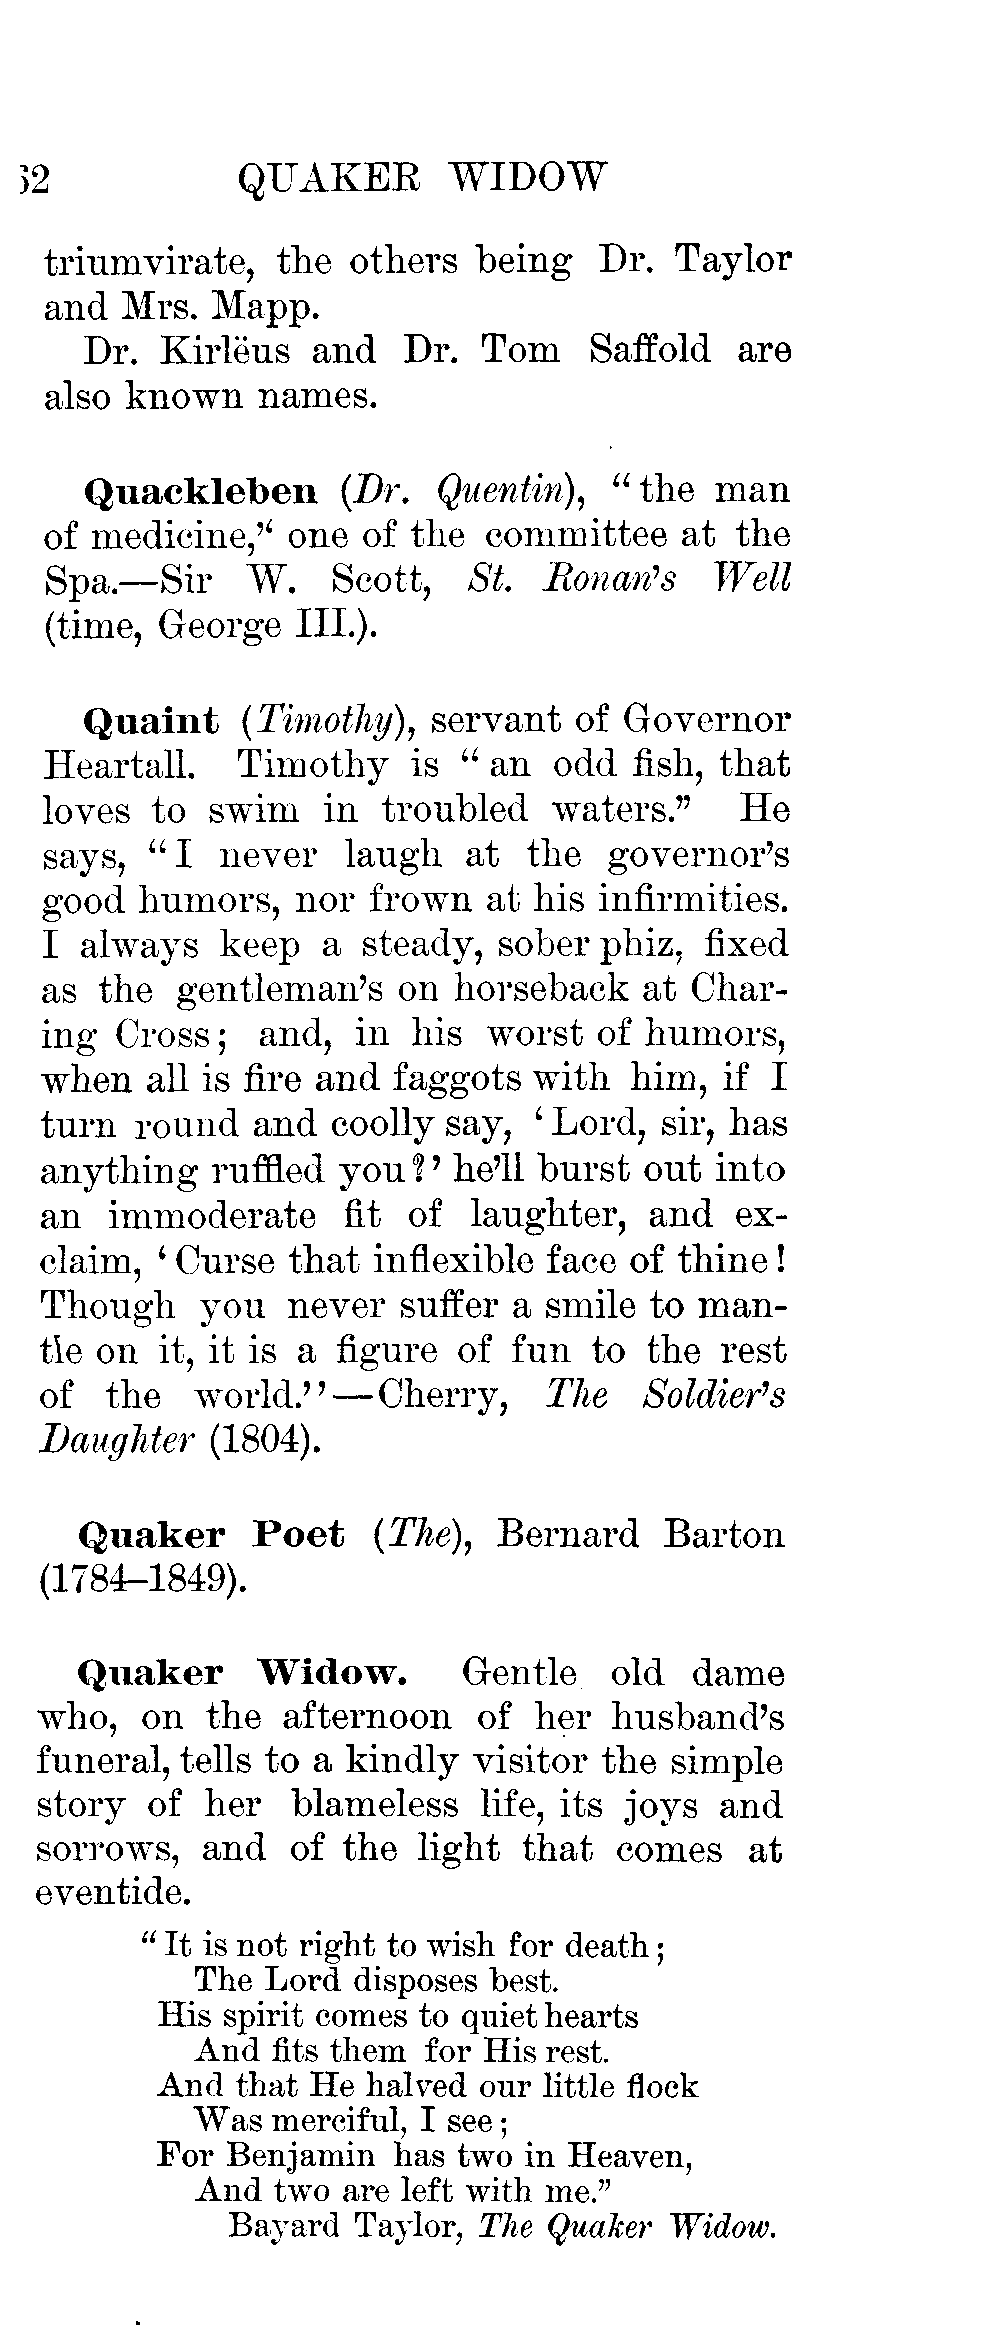 62 QUAKER WIDOW
triumvirate, the others being Dr. Taylor
and Mrs. Mapp.
Dr. Kirlëus and Dr. Tom Saffold are
also known names.
Quackleben (Dr. Quentin), “the man
of medicine,”‘ one of the committee at the
Spa.—Sir W. Scott, St. Ronan’s Well
(time, George III.).
Quaint (Timothy), servant of Governor
Heartall. Timothy is “an odd fish, that
loves to swim in troubled waters.” He
says, “I never laugh at the governor’s
good humors, nor frown at his infirmities.
I always keep a steady, sober phiz, fixed
as the gentleman’s on horseback at Char-
ing Cross; and, in his worst of humors,
when all is fire and faggots with him, if I
turn round and coolly say, ‘Lord, sir, has
anything ruffled you?’ he’ll burst out into
an immoderate fit of laughter, and ex-
claim, ‘Curse that inflexible face of thine!
Though you never suffer a smile to man-
tle on it, it is a figure of fun to the rest
of the world.’’—Cherry, The Soldier’s
Daughter (1804).
Quaker Poet (The), Bernard Barton
(1784–1849).
Quaker Widow. Gentle old dame
who, on the afternoon of her husband’s
funeral, tells to a kindly visitor the simple
story of her blameless life, its joys and
sorrows, and of the light that comes at
eventide.
“It is not right to wish for death;
The Lord disposes best.
His spirit comes to quiet hearts
And fits them for His rest.
And that He halved our little flock
Was merciful, I see;
For Benjamin has two in Heaven,
And two are left with me.”
Bayard Taylor, The Quaker Widow.